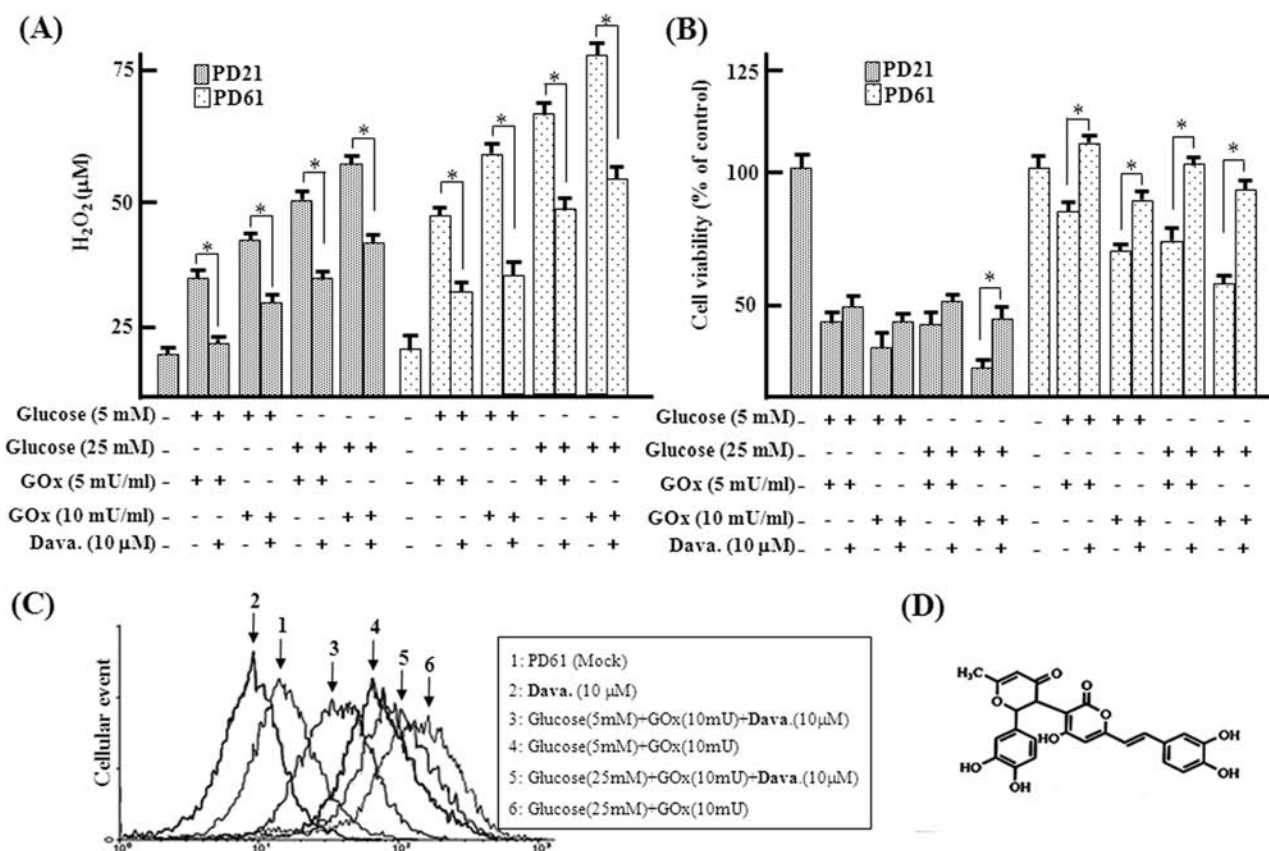 (A)
75
50
25
H₂O₂ (μM)
PD21
PD61
* * * * * * * *
Glucose (5 mM) - + + + + - - - - - + + + + - - - -
Glucose (25 mM) - - - - - + + + + - - - - - + + + +
GOx (5 mU/ml) - + + - - + + - - - + + - - + + - -
GOx (10 mU/ml) - - - + + - - + + - - - + + - - + +
Dava. (10 μM) - - + - + - + - + - - + - + - + - +
(B)
125
100
50
Cell viability (% of control)
PD21
PD61
* * * * *
Glucose (5 mM) - + + + + - - - - - + + + + - - - -
Glucose (25 mM) - - - - - + + + + - - - - - + + + +
GOx (5 mU/ml) - + + - - + + - - - + + - - + + - -
GOx (10 mU/ml) - - - + + - - + + - - - + + - - + +
Dava. (10 μM) - - + - + - + - + - - + - + - + - +
(C)
2 1 3 4 5 6
Cellular event
0
10⁰ 10¹ 10² 10³
1: PD61 (Mock)
2: Dava. (10 μM)
3: Glucose(5mM)+GOx(10mU)+Dava.(10μM)
4: Glucose(5mM)+GOx(10mU)
5: Glucose(25mM)+GOx(10mU)+Dava.(10μM)
6: Glucose(25mM)+GOx(10mU)
(D)
H₃C
O
O
O
O
HO
OH
OH
OH
OH